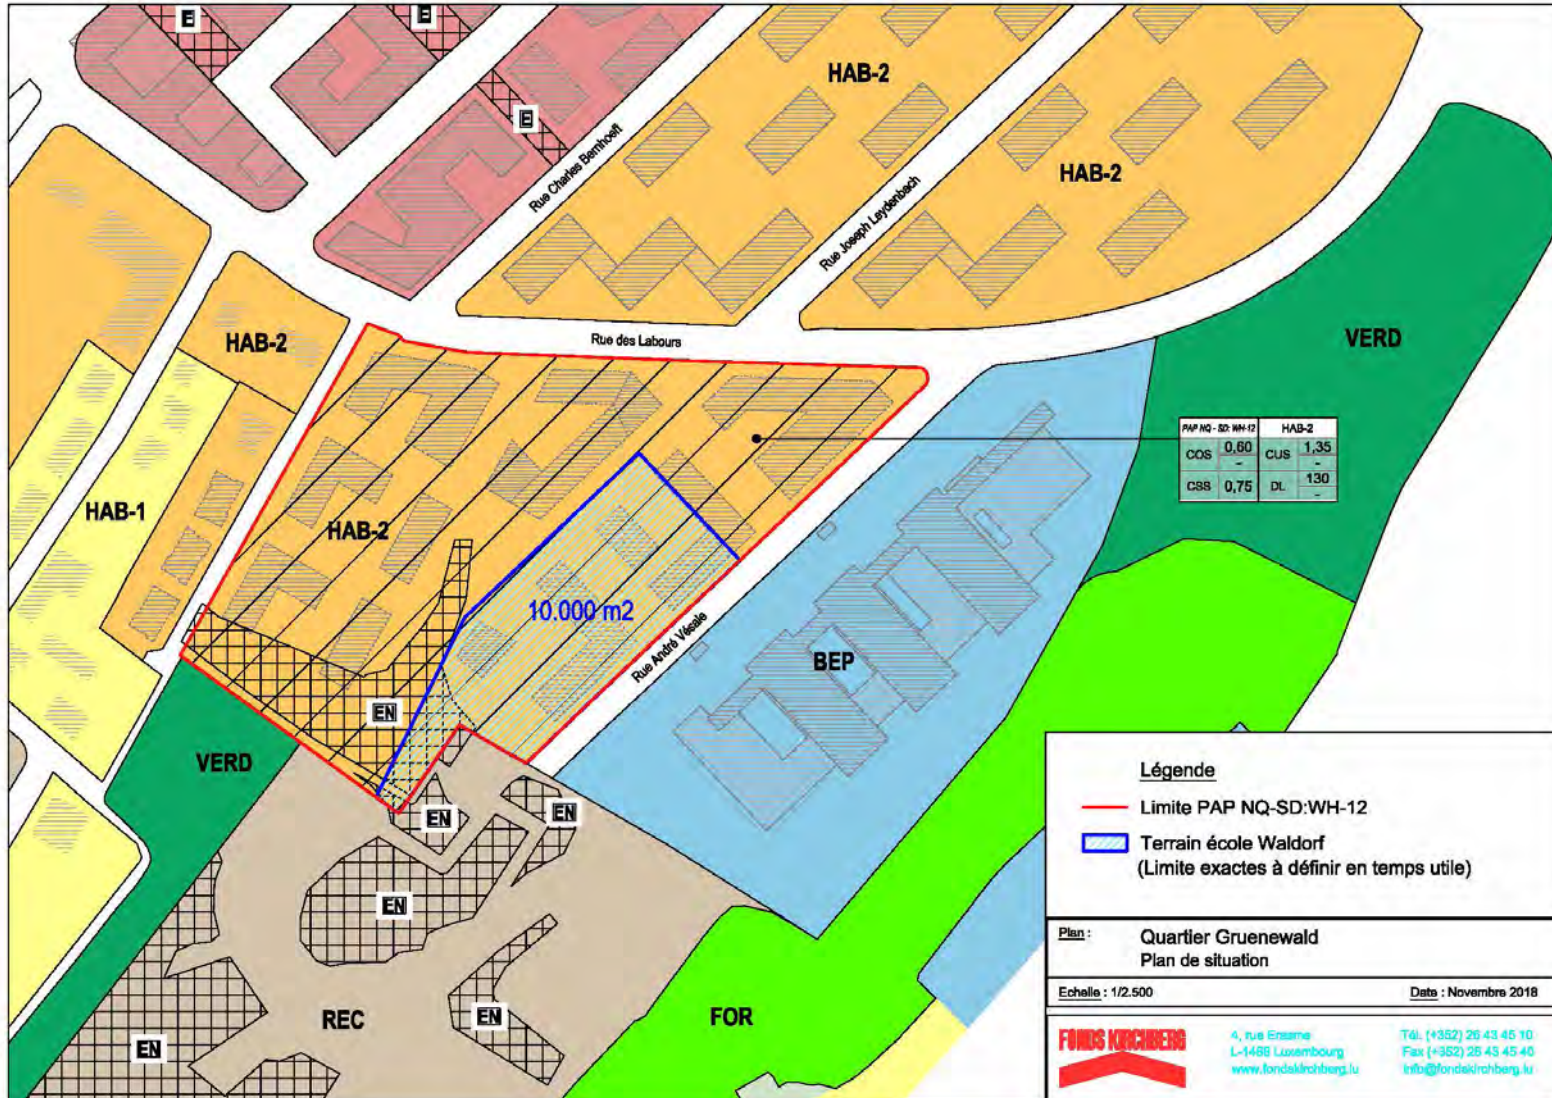 E
E
E
HAB-2
HAB-2
Rue Charles Bernhoeft
Rue Joseph Leydenbach
Rue des Labours
HAB-2
VERD
PAP NQ - SD: WH-12 HAB-2
COS 0,60 CUS 1,35
- -
CSS 0,75 DL 130
-
HAB-1
HAB-2
10.000 m2
Rue André Vésale
BEP
EN
VERD
EN
EN
EN
REC
EN
EN
FOR
Légende
Limite PAP NQ-SD:WH-12
Terrain école Waldorf
(Limite exactes à définir en temps utile)
Plan : Quartier Gruenewald
Plan de situation
Echelle : 1/2.500 Date : Novembre 2018
FONDS KIRCHBERG
4, rue Erasme
L-1468 Luxembourg
www.fondskirchberg.lu
Tél. (+352) 26 43 45 10
Fax (+352) 26 43 45 40
info@fondskirchberg.lu